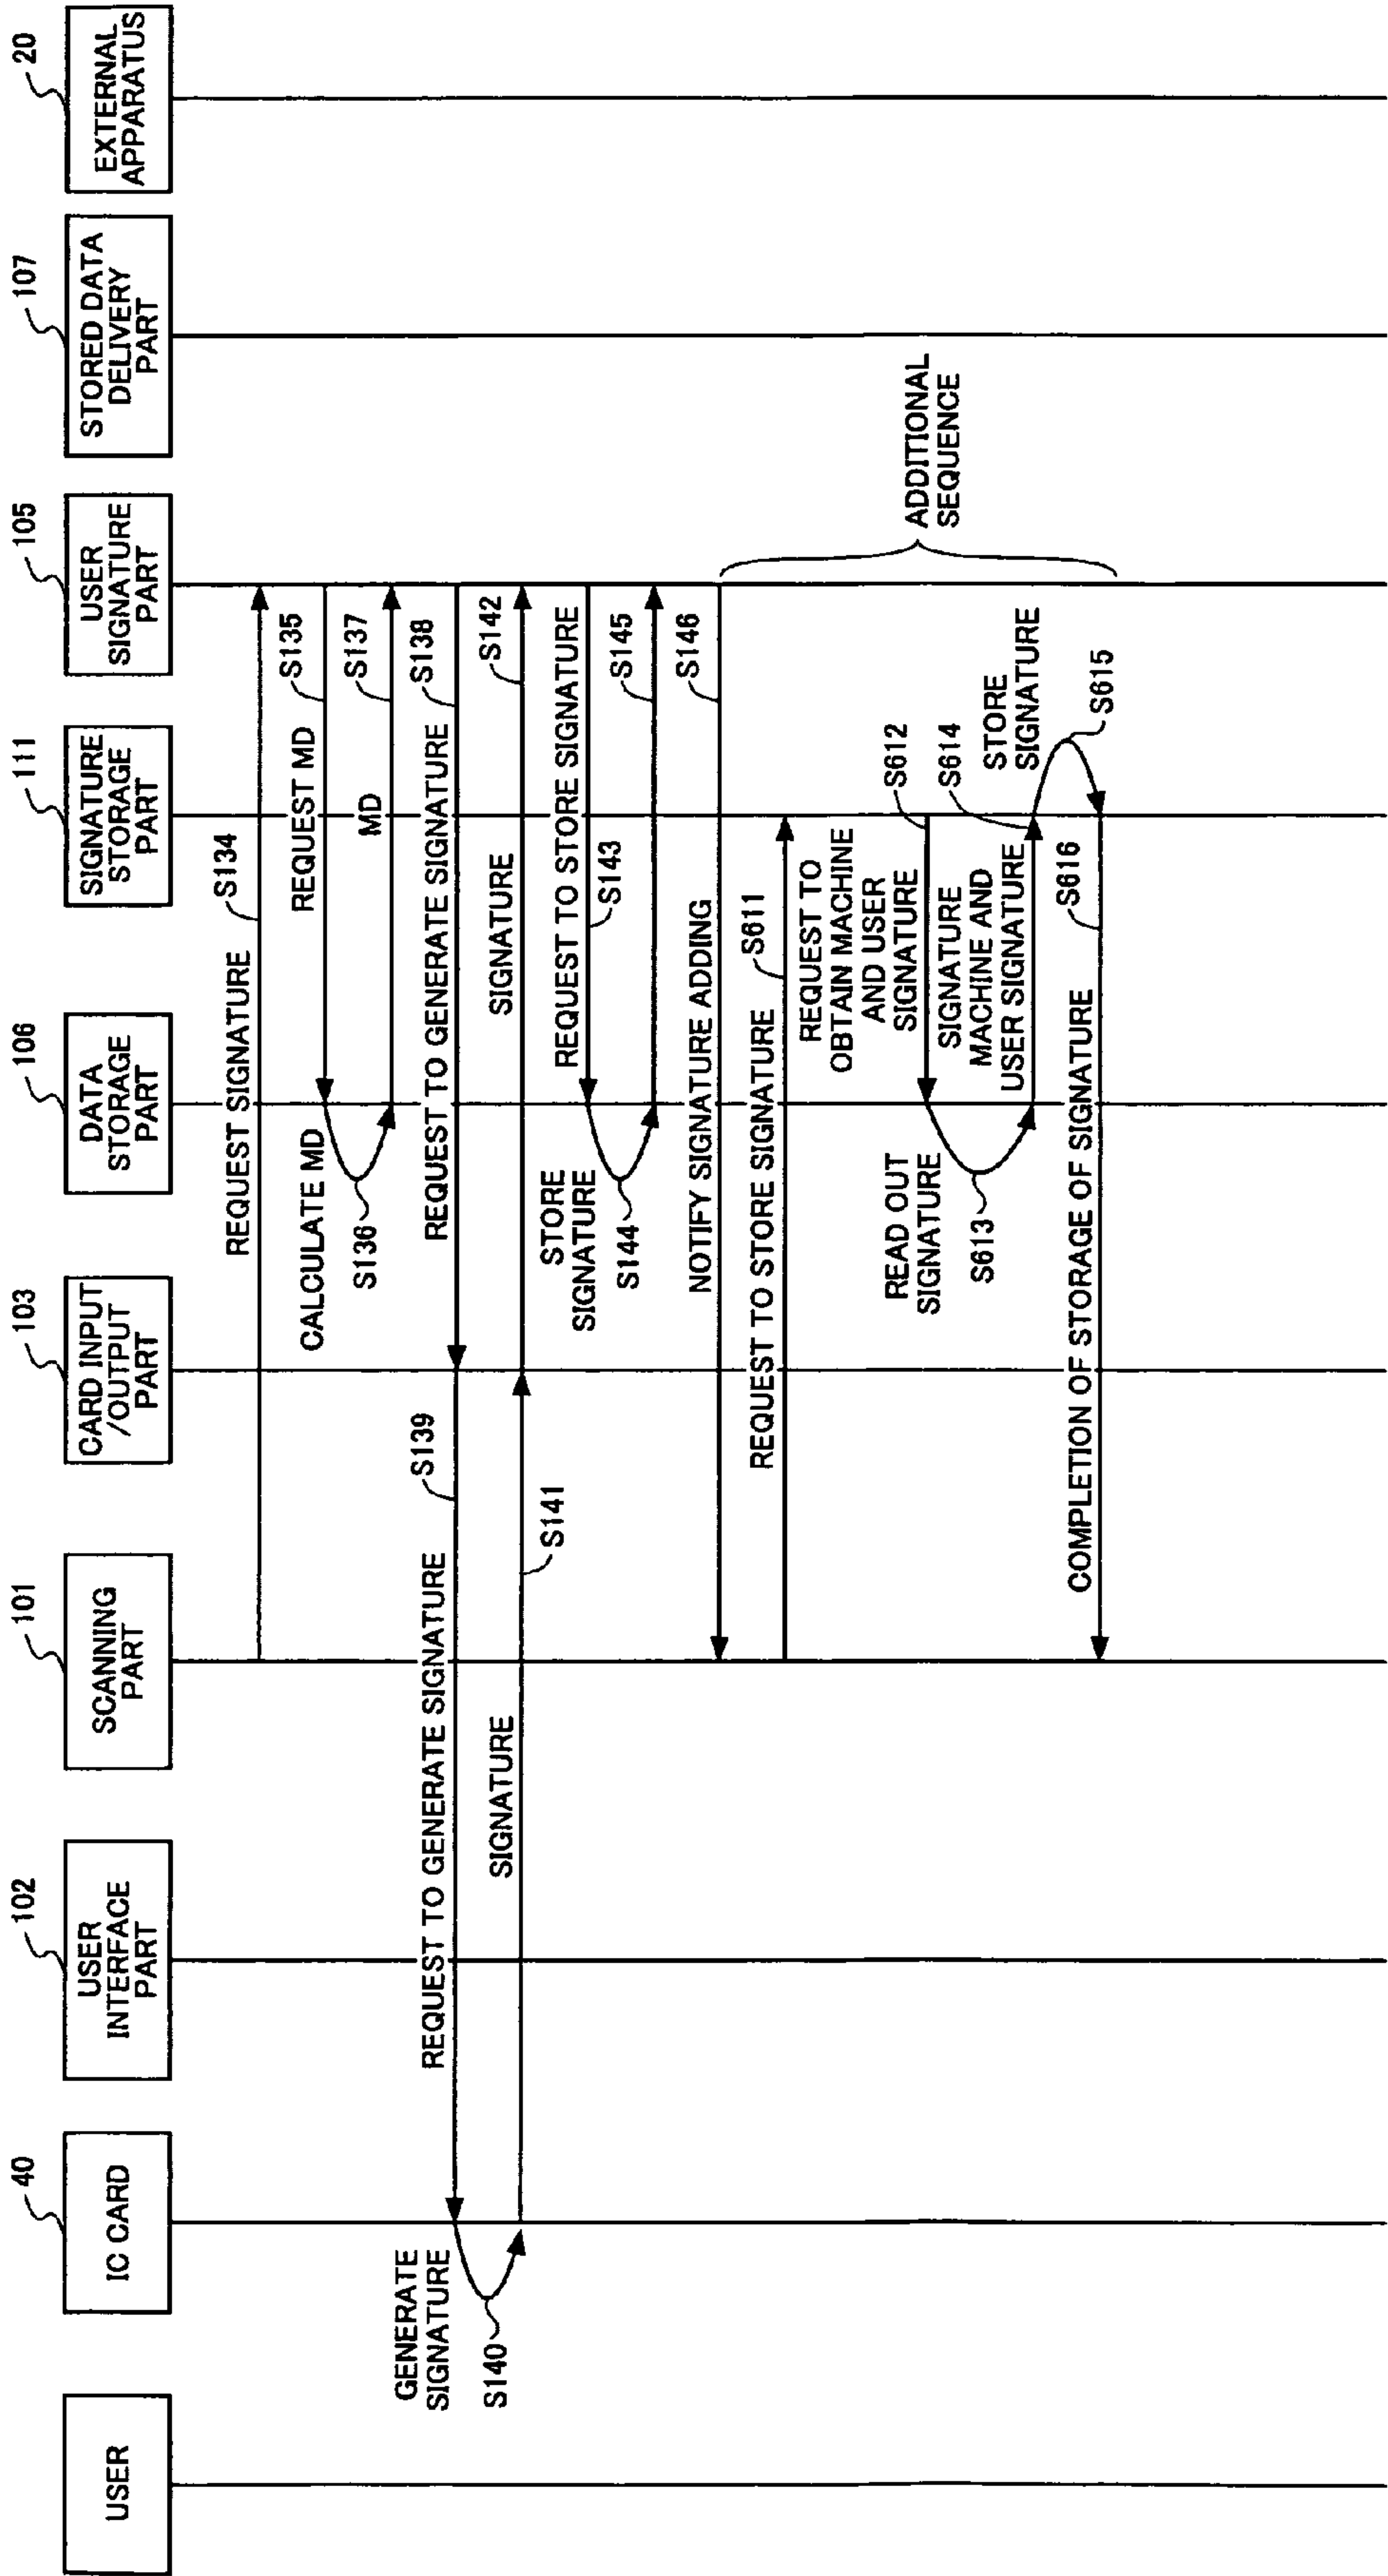 USER
40
IC CARD
102
USER
INTERFACE
PART
101
SCANNING
PART
103
CARD INPUT
/OUTPUT
PART
106
DATA
STORAGE
PART
111
SIGNATURE
STORAGE
PART
105
USER
SIGNATURE
PART
107
STORED DATA
DELIVERY
PART
20
EXTERNAL
APPARATUS
REQUEST SIGNATURE
S134
REQUEST MD
S135
CALCULATE MD
S136
MD
S137
REQUEST TO GENERATE SIGNATURE
S138
REQUEST TO GENERATE SIGNATURE
S139
GENERATE
SIGNATURE
S140
SIGNATURE
S141
SIGNATURE
S142
REQUEST TO STORE SIGNATURE
S143
STORE
SIGNATURE
S144
S145
NOTIFY SIGNATURE ADDING
S146
ADDITIONAL
SEQUENCE
REQUEST TO STORE SIGNATURE
S611
REQUEST TO
OBTAIN MACHINE
AND USER
SIGNATURE
S612
READ OUT
SIGNATURE
S613
SIGNATURE
MACHINE AND
USER SIGNATURE
S614
STORE
SIGNATURE
S615
COMPLETION OF STORAGE OF SIGNATURE
S616